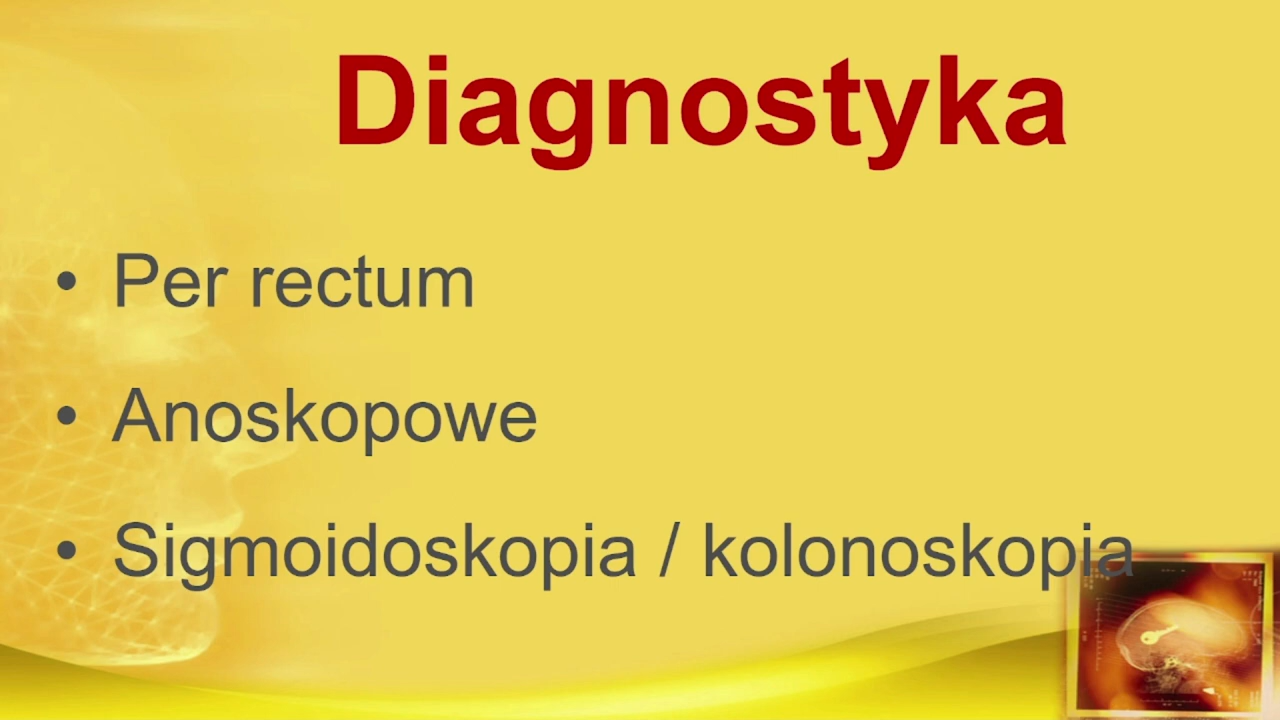 Diagnostyka
• Per rectum
• Anoskopowe
• Sigmoidoskopia / kolonoskopia